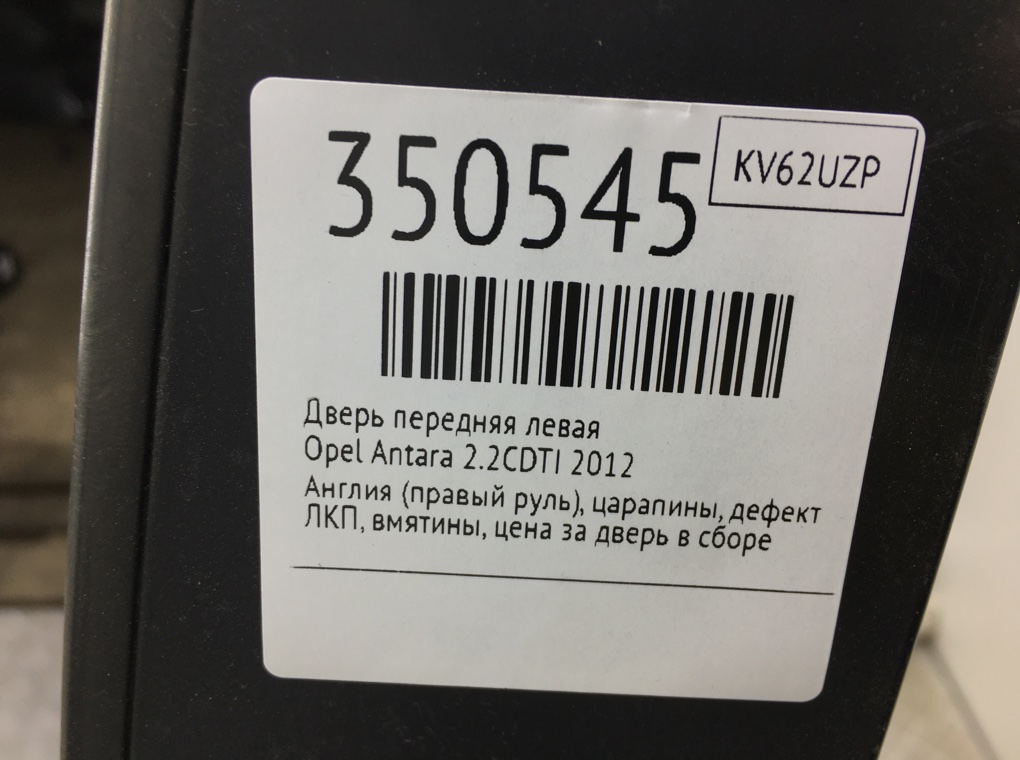 350545
KV62UZP
Дверь передняя левая
Opel Antara 2.2CDTI 2012
Англия (правый руль), царапины, дефект
ЛКП, вмятины, цена за дверь в сборе